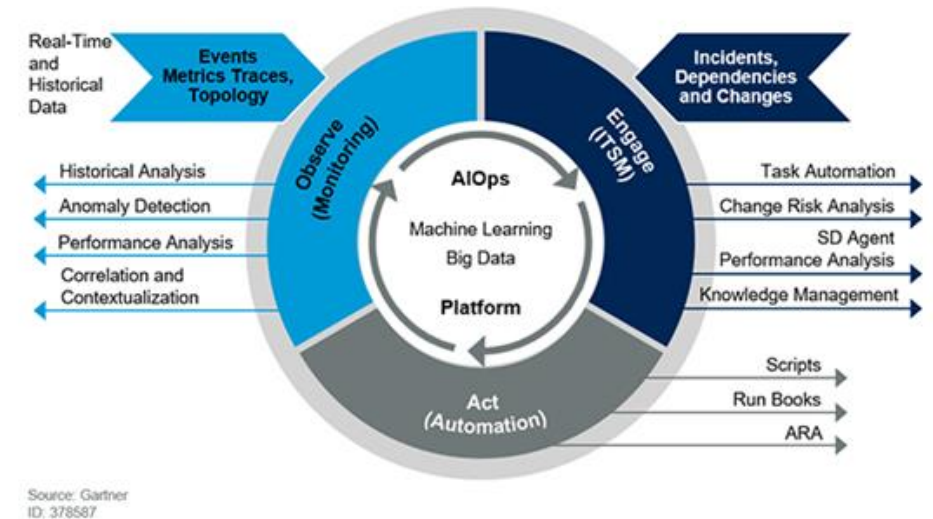 Real-Time
and
Historical
Data
Events
Metrics Traces,
Topology
Incidents,
Dependencies
and Changes
Observe
(Monitoring)
Engage
(ITSM)
AIOps
Machine Learning
Big Data
Platform
Historical Analysis
Anomaly Detection
Performance Analysis
Correlation and
Contextualization
Task Automation
Change Risk Analysis
SD Agent
Performance Analysis
Knowledge Management
Act
(Automation)
Scripts
Run Books
ARA
Source: Gartner
ID: 378587